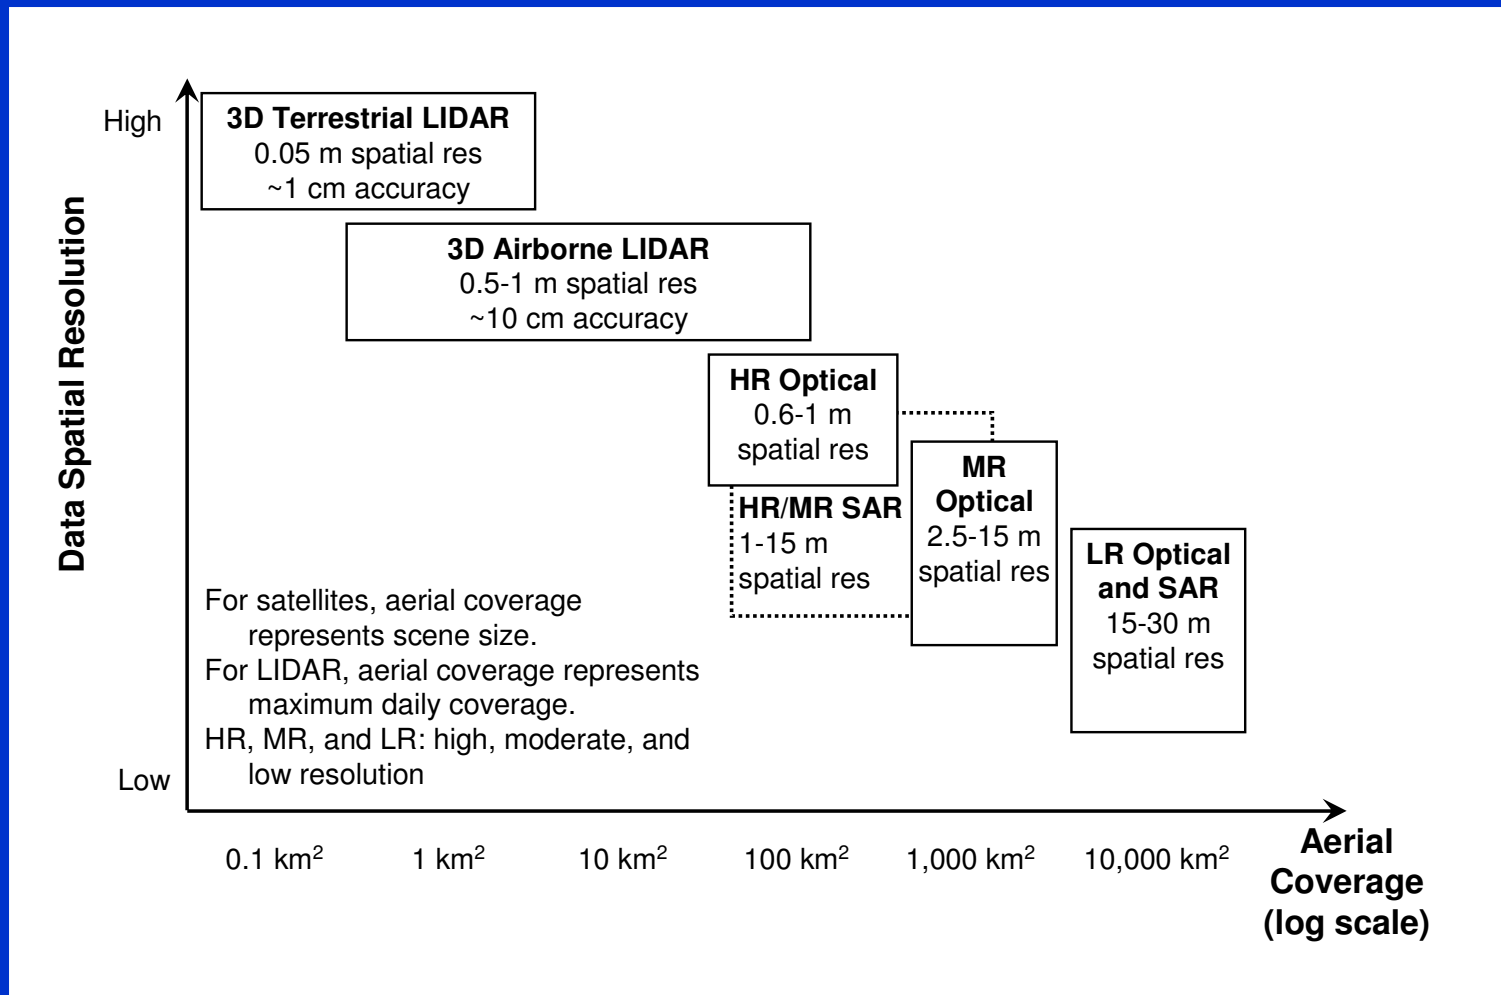 High
3D Terrestrial LIDAR
0.05 m spatial res
~1 cm accuracy
3D Airborne LIDAR
0.5-1 m spatial res
~10 cm accuracy
Data Spatial Resolution
HR Optical
0.6-1 m
spatial res
HR/MR SAR
1-15 m
spatial res
MR
Optical
2.5-15 m
spatial res
LR Optical
and SAR
15-30 m
spatial res
For satellites, aerial coverage
represents scene size.
For LIDAR, aerial coverage represents
maximum daily coverage.
HR, MR, and LR: high, moderate, and
low resolution
Low
0.1 km² 1 km² 10 km² 100 km² 1,000 km² 10,000 km²
Aerial
Coverage
(log scale)